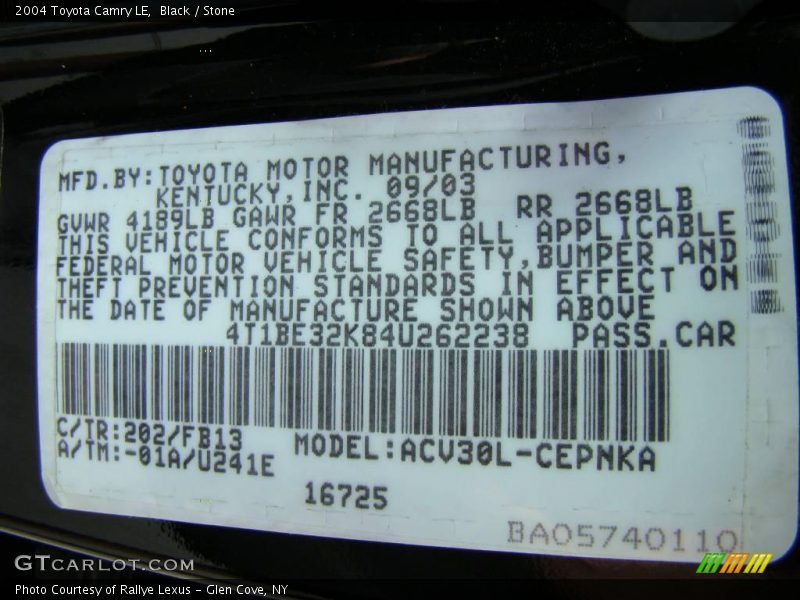 2004 Toyota Camry LE,  Black / Stone
MFD.BY:TOYOTA MOTOR MANUFACTURING,
KENTUCKY,INC. 09/03
GVWR 4189LB GAWR FR 2668LB  RR 2668LB
THIS VEHICLE CONFORMS TO ALL APPLICABLE
FEDERAL MOTOR VEHICLE SAFETY,BUMPER AND
THEFT PREVENTION STANDARDS IN EFFECT ON
THE DATE OF MANUFACTURE SHOWN ABOVE
4T1BE32K84U262238  PASS.CAR
C/TR:202/FB13 MODEL:ACV30L-CEPNKA
A/TM:-01A/U241E
16725
BA05740110
GTCARLOT.COM
Photo Courtesy of Rallye Lexus - Glen Cove, NY